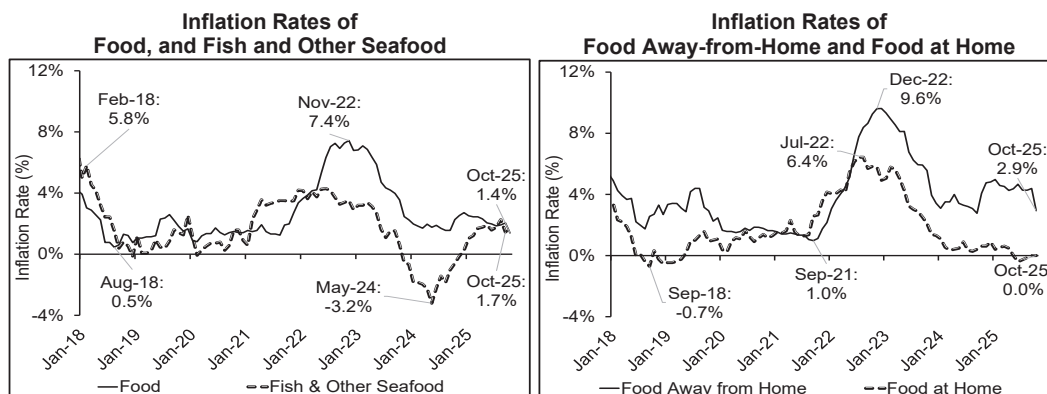 Inflation Rates of
Food, and Fish and Other Seafood
Inflation Rate (%)
12%
8%
4%
0%
-4%
Feb-18:
5.8%
Nov-22:
7.4%
Oct-25:
1.4%
Aug-18:
0.5%
May-24:
-3.2%
Oct-25:
1.7%
Jan-18
Jan-19
Jan-20
Jan-21
Jan-22
Jan-23
Jan-24
Jan-25
Food
Fish & Other Seafood
Inflation Rates of
Food Away-from-Home and Food at Home
Inflation Rate (%)
12%
8%
4%
0%
-4%
Dec-22:
9.6%
Jul-22:
6.4%
Oct-25:
2.9%
Sep-18:
-0.7%
Sep-21:
1.0%
Oct-25:
0.0%
Jan-18
Jan-19
Jan-20
Jan-21
Jan-22
Jan-23
Jan-24
Jan-25
Food Away from Home
Food at Home